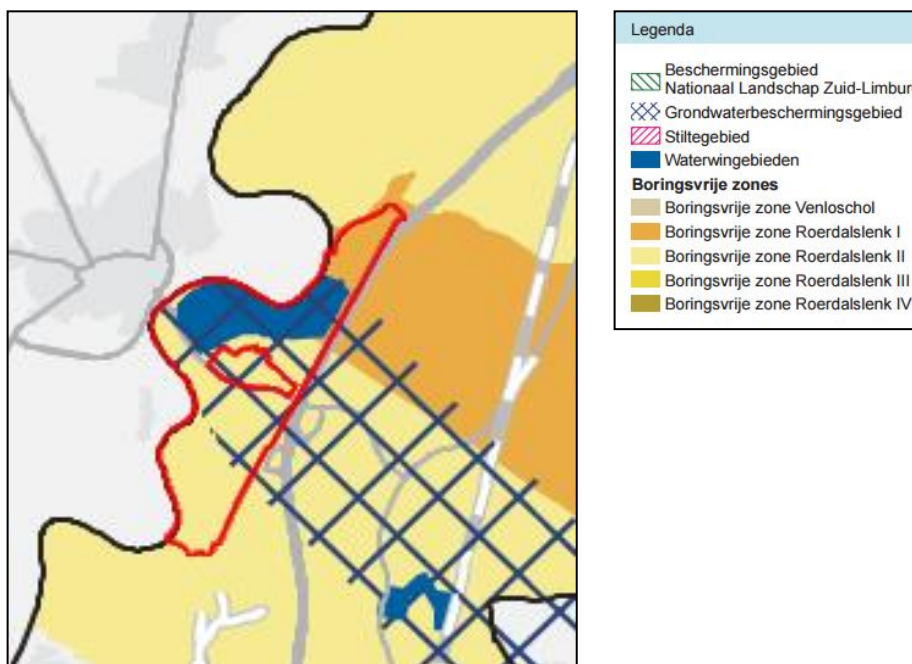 Legenda
Beschermingsgebied
Nationaal Landschap Zuid-Limbur
Grondwaterbeschermingsgebied
Stiltegebied
Waterwingebieden
Boringsvrije zones
Boringsvrije zone Venloschol
Boringsvrije zone Roerdalslenk I
Boringsvrije zone Roerdalslenk II
Boringsvrije zone Roerdalslenk III
Boringsvrije zone Roerdalslenk IV